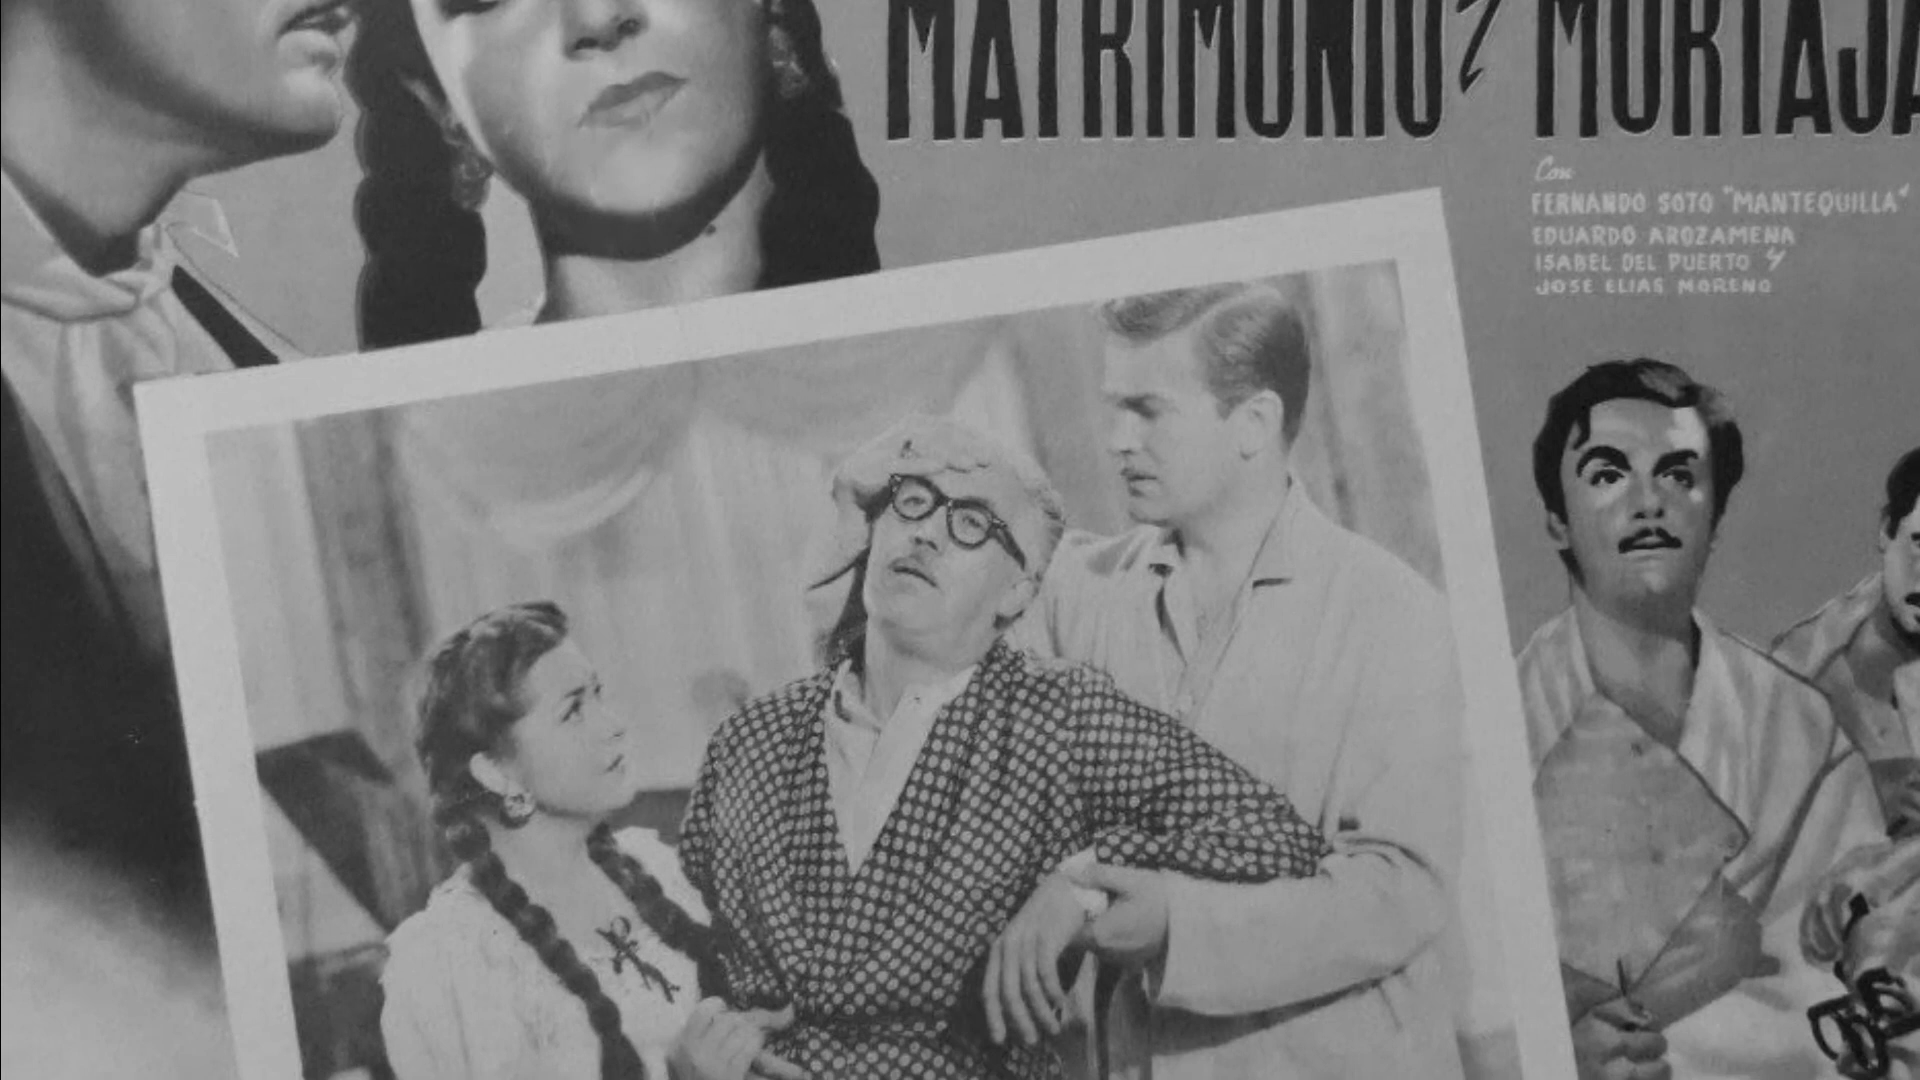 MATRIMONIO Y MORTAJA
Con
FERNANDO SOTO "MANTEQUILLA"
EDUARDO AROZAMENA
ISABEL DEL PUERTO Y
JOSE ELIAS MORENO